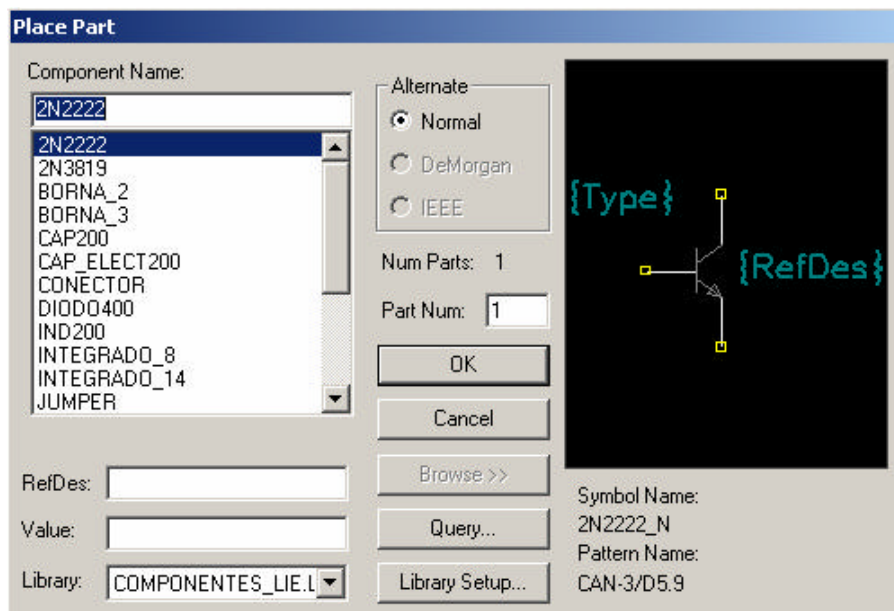 Place Part
Component Name:
2N2222
2N2222
2N3819
BORNA_2
BORNA_3
CAP200
CAP_ELECT200
CONECTOR
DIODO400
IND200
INTEGRADO_8
INTEGRADO_14
JUMPER
RefDes:
Value:
Library: COMPONENTES_LIE.L
Alternate
Normal
DeMorgan
IEEE
Num Parts: 1
Part Num: 1
OK
Cancel
Browse >>
Query...
Library Setup...
{Type}
{RefDes}
Symbol Name:
2N2222_N
Pattern Name:
CAN-3/D5.9